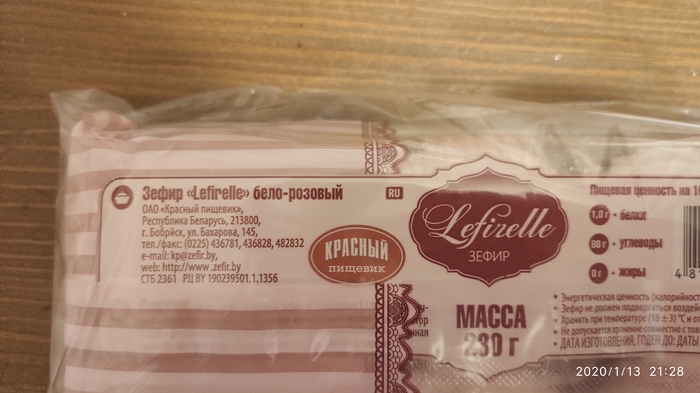 Зефир «Lefirelle» бело-розовый
RU
ОАО «Красный пищевик»,
Республика Беларусь, 213800,
г. Бобрйск, ул. Бахарова, 145,
тел./факс: (0225) 436781, 436828, 482832
e-mail: kp@zefir.by,
web: http://www.zefir.by
СТБ 2361 РЦ BY 190239501.1.1356
КРАСНЫЙ
пищевик
Lefirelle
ЗЕФИР
МАССА
230 г
Пищевая ценность на 10
1,0 г - белки
80 г - углеводы
0 г - жиры
4 8
• Энергетическая ценность (калорийно
• Зефир не должен подвергаться воздей
• Хранить при температуре (18 ± 3) °С и от
• Не допускается хранение совместно с тов
• ДАТА ИЗГОТОВЛЕНИЯ, ГОДЕН ДО: ДАТЫ
2020/1/13 21:28